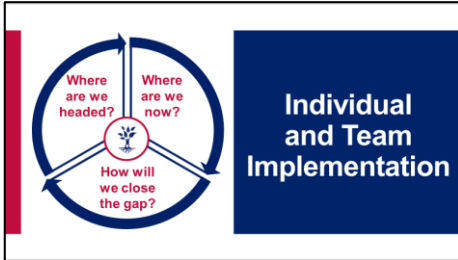 Where
are we
headed?
Where
are we
now?
How will
we close
the gap?
Individual
and Team
Implementation